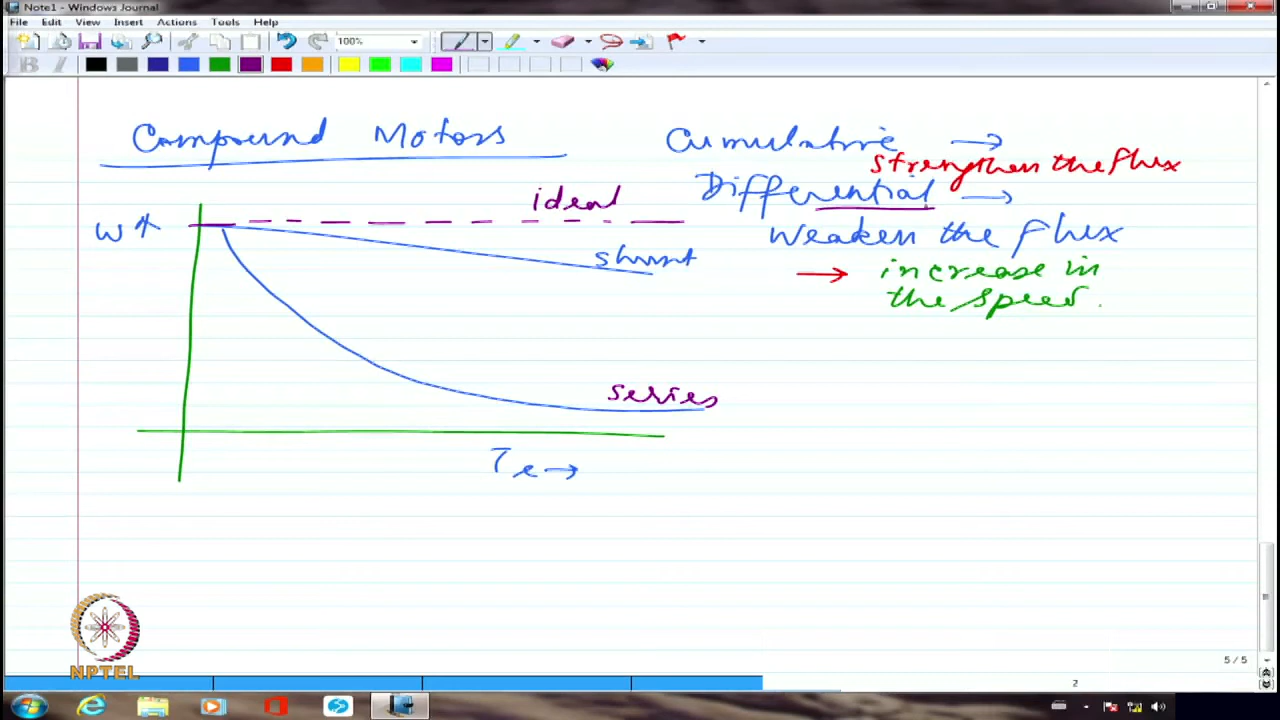 Note1 - Windows Journal
File Edit View Insert Actions Tools Help
100%
B I
Compound Motors
Cumulative →
strengthen the flux
Differential →
weaken the flux
→ increase in
the speed.
ideal
ω↑
shunt
series
Te →
NPTEL
5 / 5
2